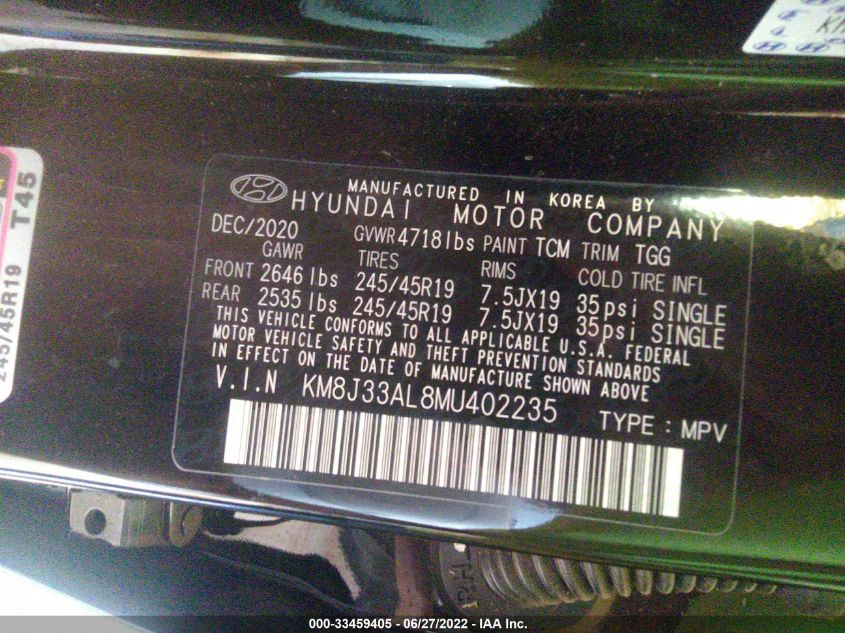 MANUFACTURED IN KOREA BY
HYUNDAI MOTOR COMPANY
DEC/2020 GVWR 4718 lbs PAINT TCM TRIM TGG
GAWR TIRES RIMS COLD TIRE INFL
FRONT 2646 lbs 245/45R19 7.5JX19 35psi SINGLE
REAR 2535 lbs 245/45R19 7.5JX19 35psi SINGLE
THIS VEHICLE CONFORMS TO ALL APPLICABLE U.S.A. FEDERAL
MOTOR VEHICLE SAFETY AND THEFT PREVENTION STANDARDS
IN EFFECT ON THE DATE OF MANUFACTURE SHOWN ABOVE
V.I.N KM8J33AL8MU402235 TYPE : MPV
245/45R19 T45
000-33459405 - 06/27/2022 - IAA Inc.